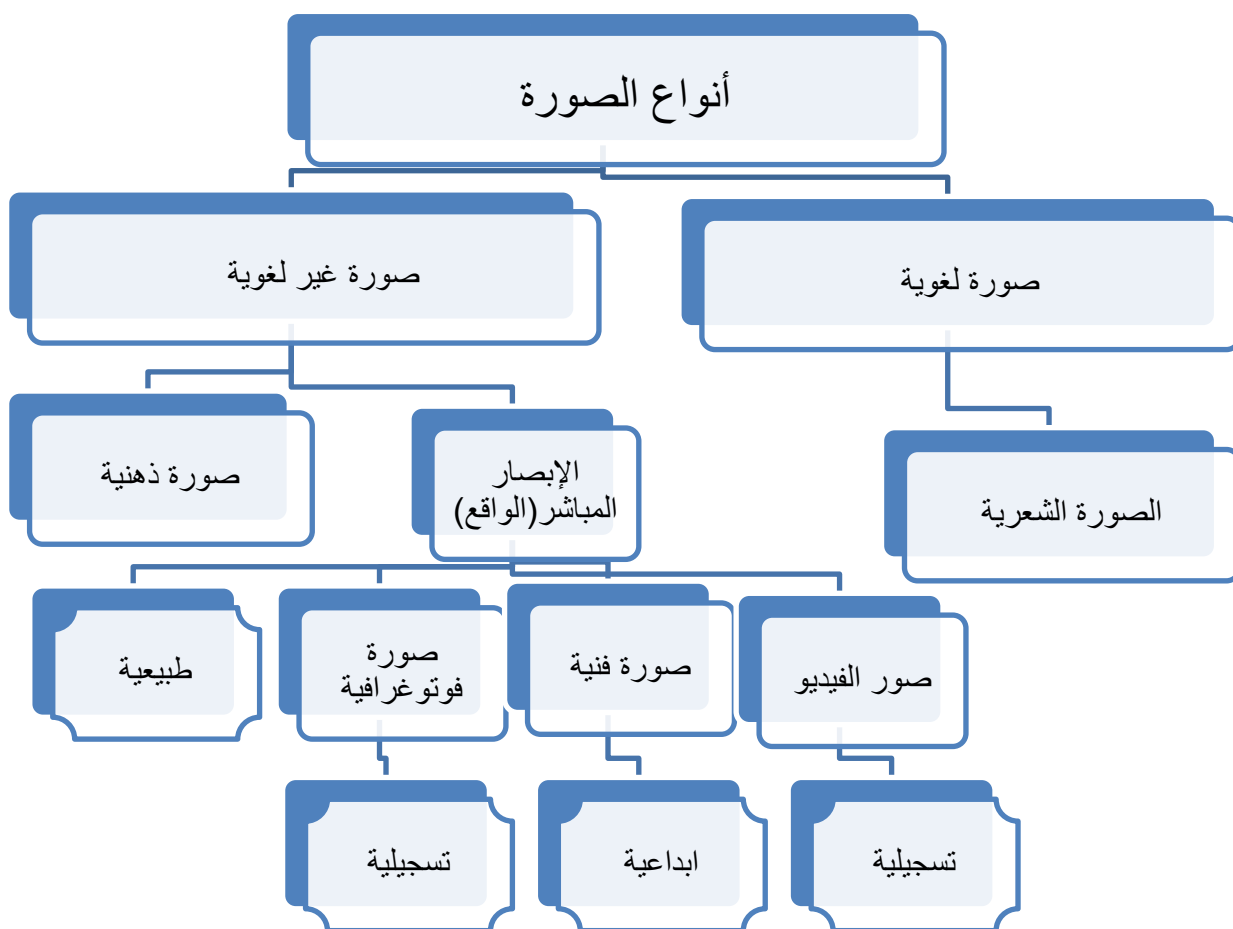 أنواع الصورة
صورة لغوية
صورة غير لغوية
الصورة الشعرية
الإبصار
المباشر(الواقع)
صورة ذهنية
صور الفيديو
صورة فنية
صورة
فوتوغرافية
طبيعية
تسجيلية
ابداعية
تسجيلية